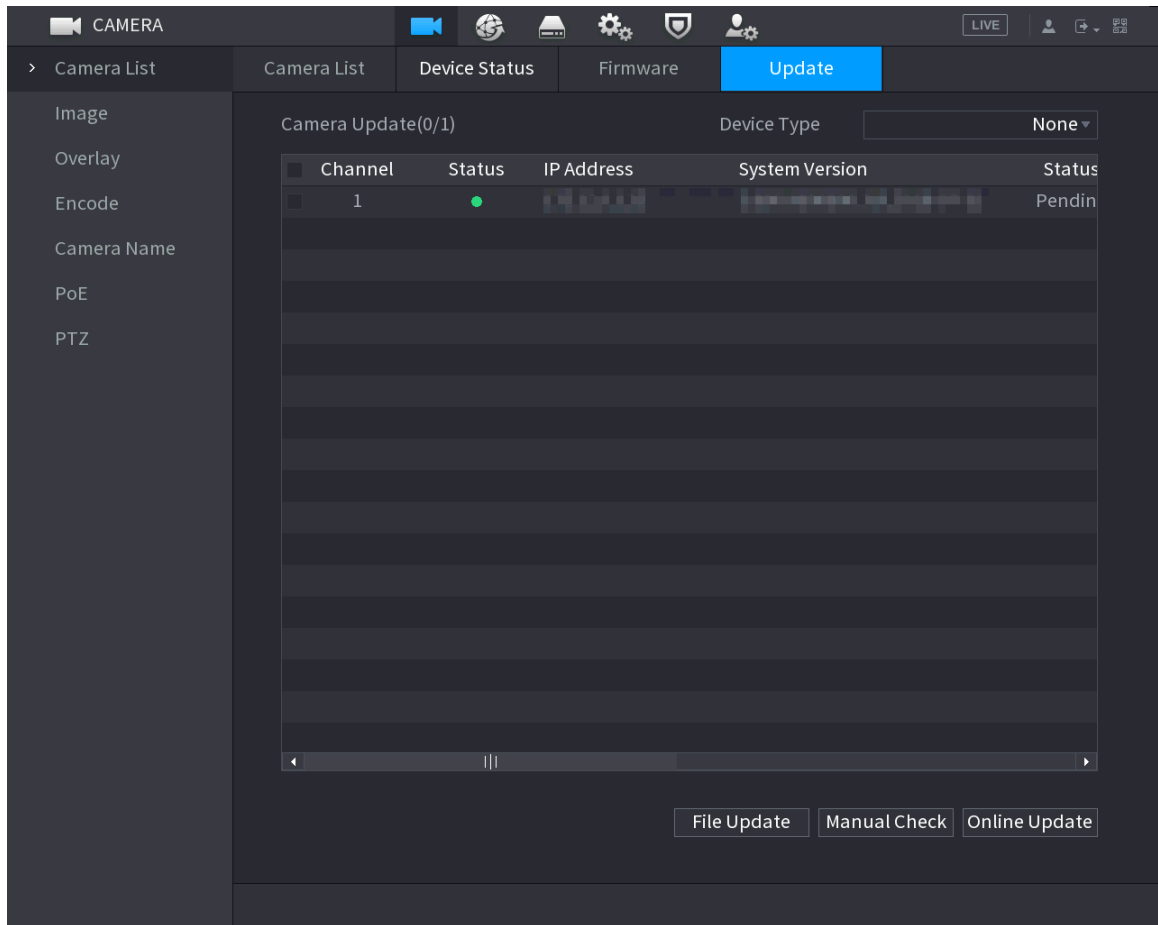 CAMERA LIVE
Camera List Camera List Device Status Firmware Update
Image
Camera Update(0/1) Device Type None
Overlay
Channel Status IP Address System Version Status
Encode
1 Pendin
Camera Name
PoE
PTZ
File Update Manual Check Online Update